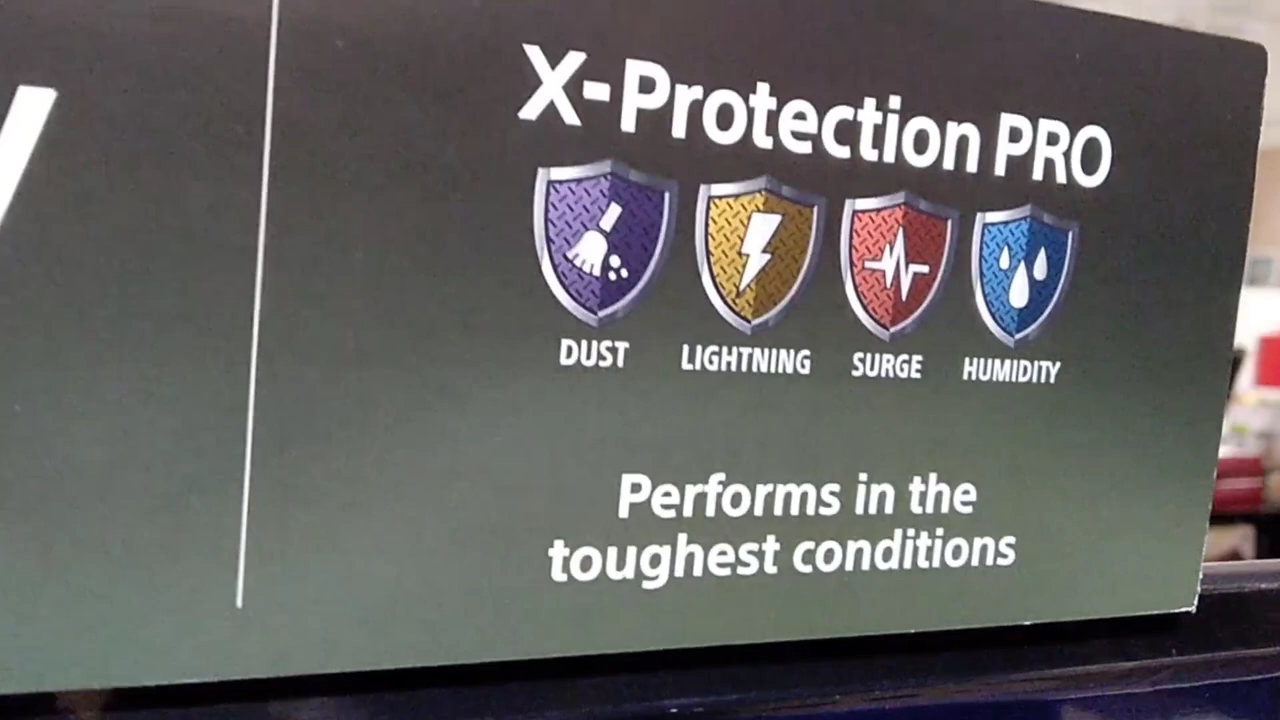 X-Protection PRO
DUST LIGHTNING SURGE HUMIDITY
Performs in the
toughest conditions